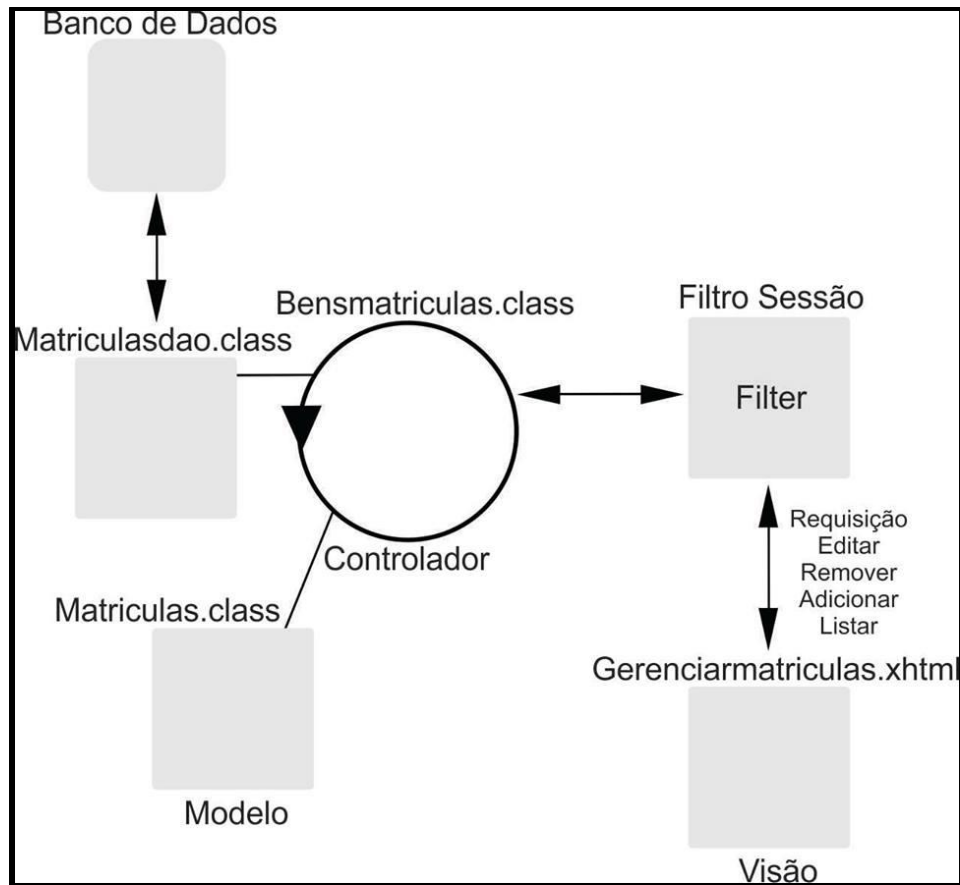 Banco de Dados
Bensmatriculas.class
Filtro Sessão
Matriculasdao.class
Filter
Requisição
Editar
Remover
Adicionar
Listar
Controlador
Matriculas.class
Gerenciarmatriculas.xhtml
Modelo
Visão